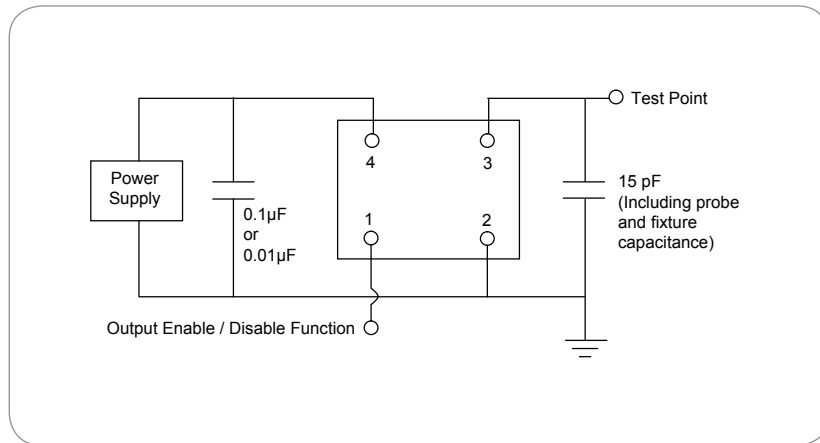 Test Point
4
3
Power
Supply
0.1µF
or
0.01µF
1
2
15 pF
(Including probe
and fixture
capacitance)
Output Enable / Disable Function